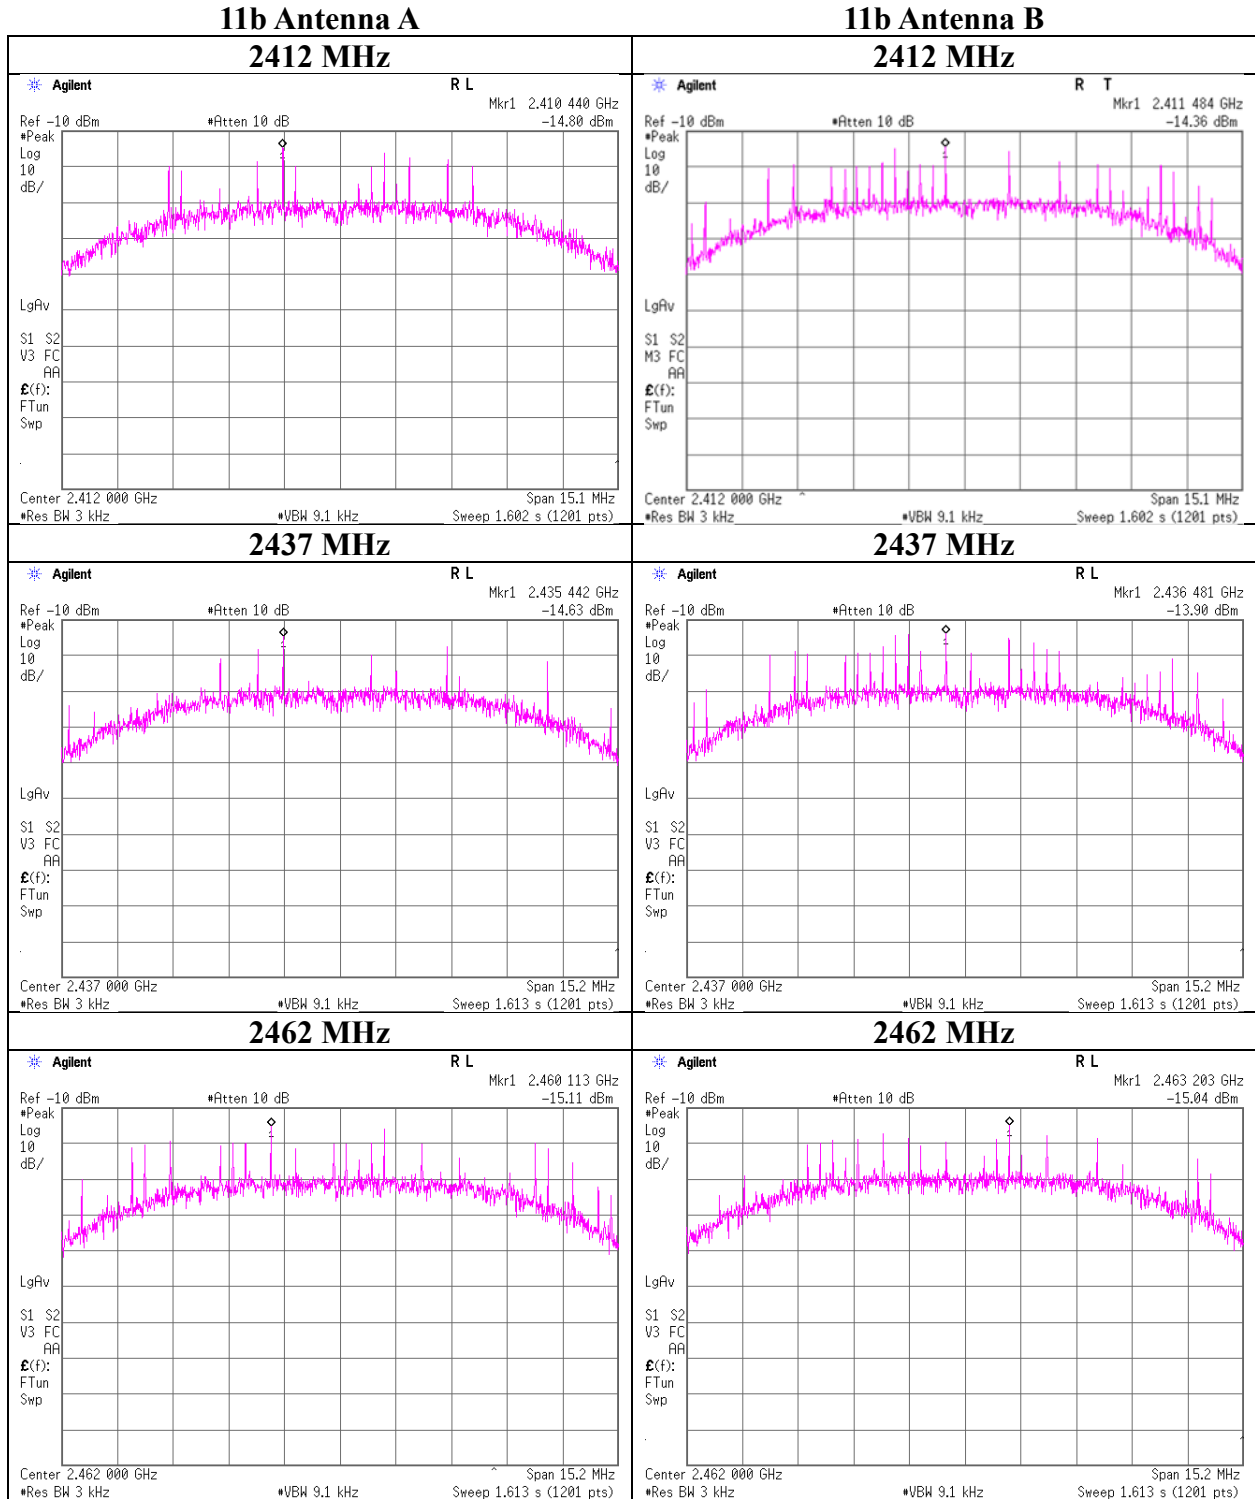 11b Antenna A
11b Antenna B
2412 MHz
2412 MHz
Agilent
R L
Mkr1 2.410 440 GHz
Ref -10 dBm
#Atten 10 dB
-14.80 dBm
#Peak
Log
10
dB/
LgAv
S1 S2
V3 FC
AA
£(f):
FTun
Swp
Center 2.412 000 GHz
Span 15.1 MHz
#Res BW 3 kHz
#VBW 9.1 kHz
Sweep 1.602 s (1201 pts)
Agilent
R T
Mkr1 2.411 484 GHz
Ref -10 dBm
#Atten 10 dB
-14.36 dBm
#Peak
Log
10
dB/
LgAv
S1 S2
M3 FC
AA
£(f):
FTun
Swp
Center 2.412 000 GHz
Span 15.1 MHz
#Res BW 3 kHz
#VBW 9.1 kHz
Sweep 1.602 s (1201 pts)
2437 MHz
2437 MHz
Agilent
R L
Mkr1 2.435 442 GHz
Ref -10 dBm
#Atten 10 dB
-14.63 dBm
#Peak
Log
10
dB/
LgAv
S1 S2
V3 FC
AA
£(f):
FTun
Swp
Center 2.437 000 GHz
Span 15.2 MHz
#Res BW 3 kHz
#VBW 9.1 kHz
Sweep 1.613 s (1201 pts)
Agilent
R L
Mkr1 2.436 481 GHz
Ref -10 dBm
#Atten 10 dB
-13.90 dBm
#Peak
Log
10
dB/
LgAv
S1 S2
V3 FC
AA
£(f):
FTun
Swp
Center 2.437 000 GHz
Span 15.2 MHz
#Res BW 3 kHz
#VBW 9.1 kHz
Sweep 1.613 s (1201 pts)
2462 MHz
2462 MHz
Agilent
R L
Mkr1 2.460 113 GHz
Ref -10 dBm
#Atten 10 dB
-15.11 dBm
#Peak
Log
10
dB/
LgAv
S1 S2
V3 FC
AA
£(f):
FTun
Swp
Center 2.462 000 GHz
Span 15.2 MHz
#Res BW 3 kHz
#VBW 9.1 kHz
Sweep 1.613 s (1201 pts)
Agilent
R L
Mkr1 2.463 203 GHz
Ref -10 dBm
#Atten 10 dB
-15.04 dBm
#Peak
Log
10
dB/
LgAv
S1 S2
V3 FC
AA
£(f):
FTun
Swp
Center 2.462 000 GHz
Span 15.2 MHz
#Res BW 3 kHz
#VBW 9.1 kHz
Sweep 1.613 s (1201 pts)